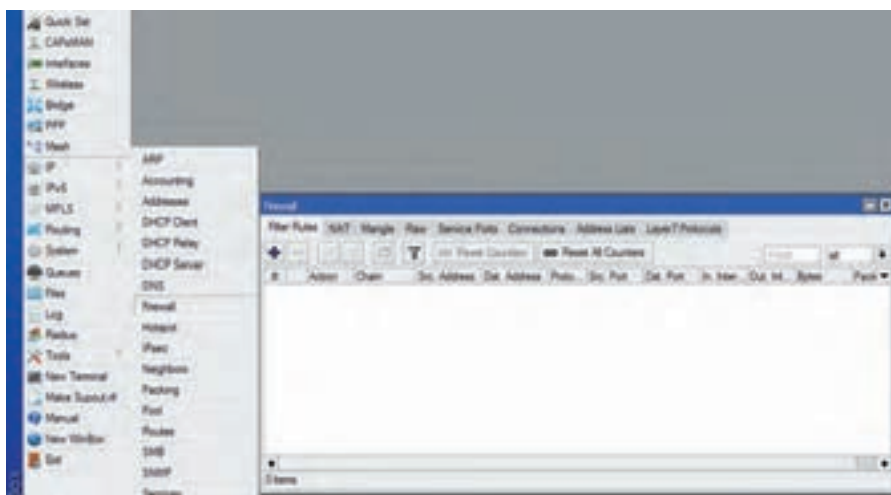 Quick Set
CAPsMAN
Interfaces
Wireless
Bridge
PPP
Mesh
IP
IPv6
MPLS
Routing
System
Queues
Files
Log
Radius
Tools
New Terminal
Make Supout.rif
Manual
New WinBox
Exit
ARP
Accounting
Addresses
DHCP Client
DHCP Relay
DHCP Server
DNS
Firewall
Hotspot
IPsec
Neighbors
Packing
Pool
Routes
SMB
SNMP
Services
Firewall
Filter Rules NAT Mangle Raw Service Ports Connections Address Lists Layer7 Protocols
Reset Counters Reset All Counters Find all
# Action Chain Src. Address Dst. Address Proto... Src. Port Dst. Port In. Inter... Out. Int... Bytes Pack
0 items